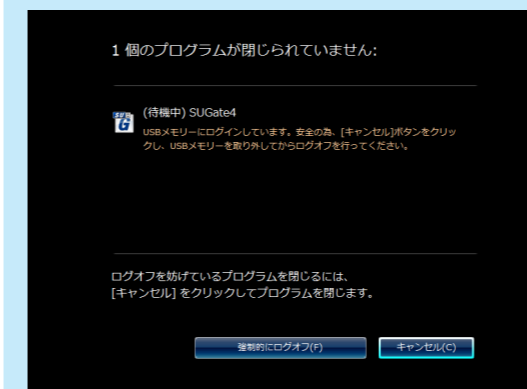 1 個のプログラムが閉じられていません:
(待機中) SUGate4
USBメモリーにログインしています。安全の為、[キャンセル]ボタンをクリッ
クし、USBメモリーを取り外してからログオフを行ってください。
ログオフを妨げているプログラムを閉じるには、
[キャンセル] をクリックしてプログラムを閉じます。
強制的にログオフ(F)
キャンセル(C)